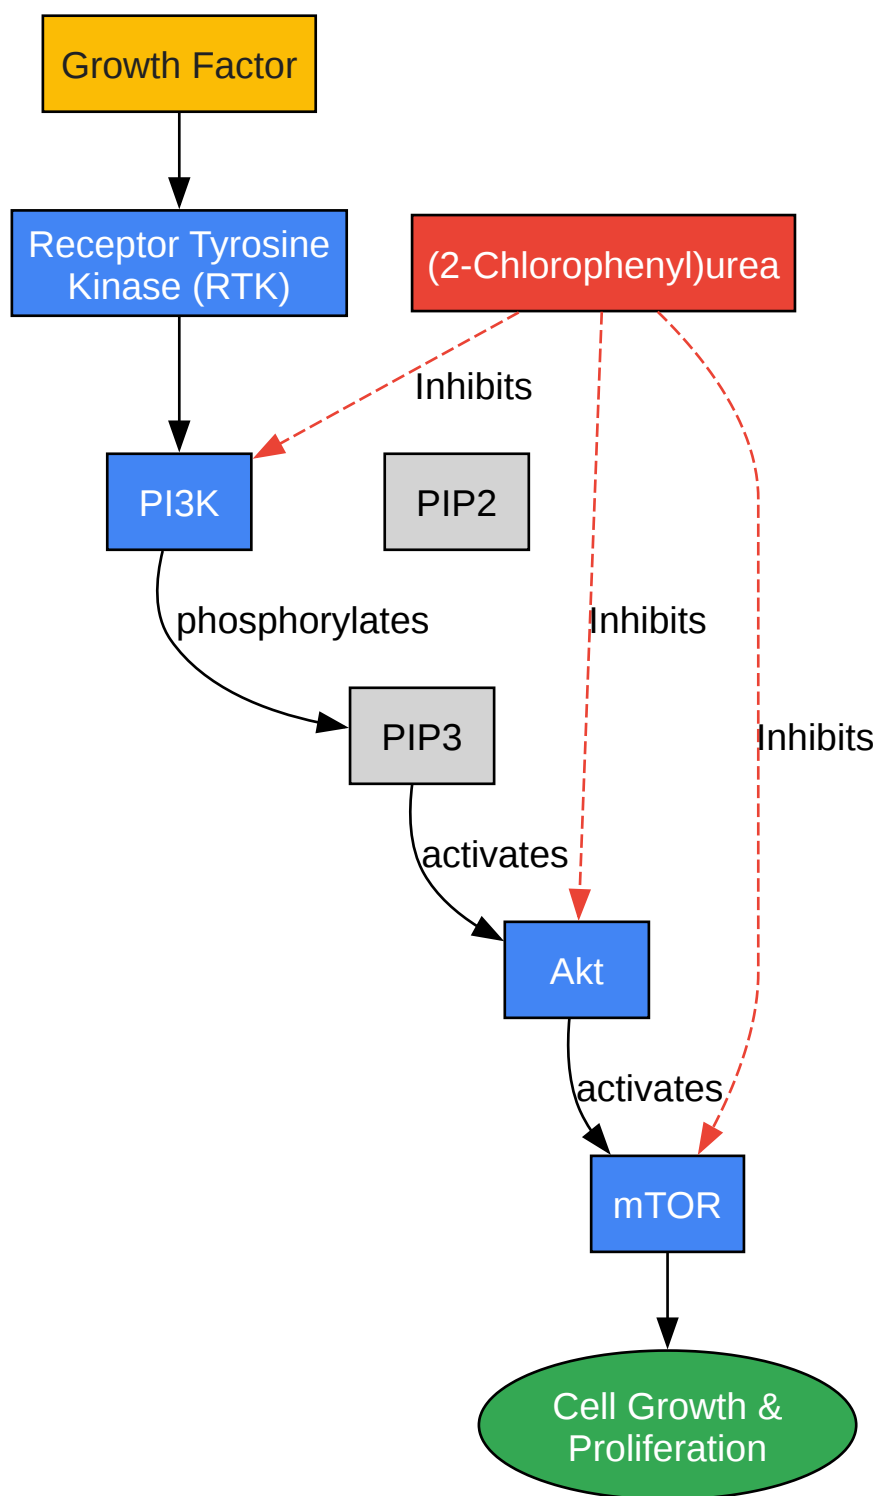 Growth Factor
Receptor Tyrosine
Kinase (RTK)
(2-Chlorophenyl)urea
Inhibits
PI3K
PIP2
phosphorylates
Inhibits
PIP3
Inhibits
activates
Akt
activates
mTOR
Cell Growth &
Proliferation